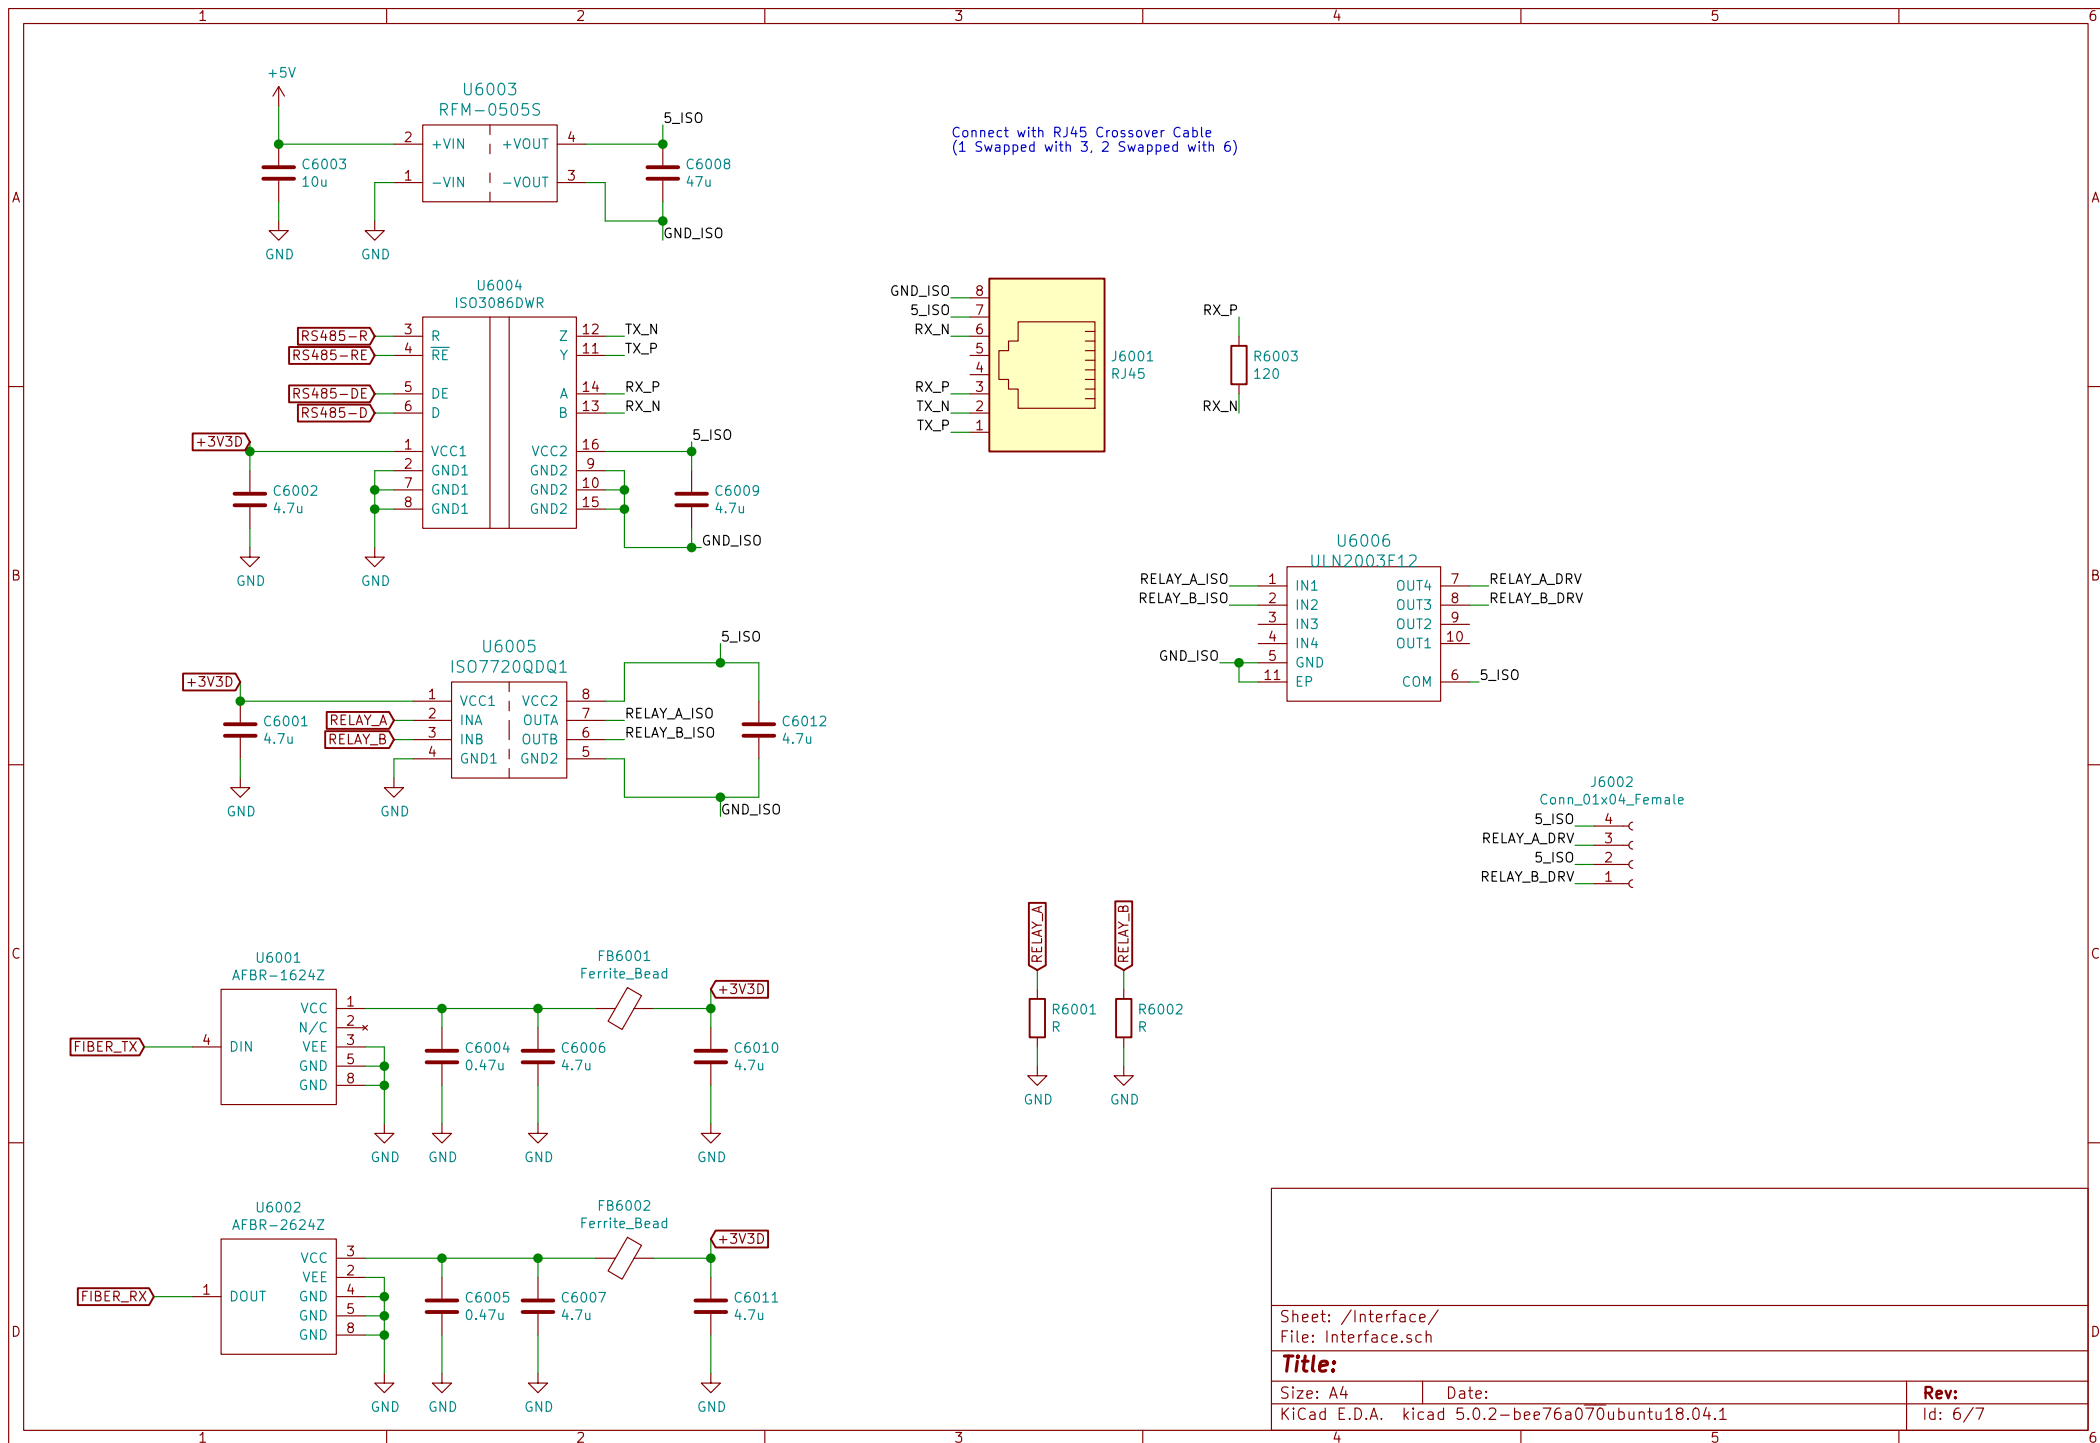 1 2 3 4 5 6
A A
B B
C C
D D
+5V
C6003
10u
GND
GND
U6003
RFM-0505S
2 +VIN +VOUT 4
1 -VIN -VOUT 3
5_ISO
C6008
47u
GND_ISO
Connect with RJ45 Crossover Cable
(1 Swapped with 3, 2 Swapped with 6)
U6004
ISO3086DWR
RS485-R 3 R Z 12 TX_N
RS485-RE 4 RE Y 11 TX_P
RS485-DE 5 DE A 14 RX_P
RS485-D 6 D B 13 RX_N
+3V3D 1 VCC1 VCC2 16 5_ISO
2 GND1 GND2 9
7 GND1 GND2 10
8 GND1 GND2 15
C6002
4.7u
GND
GND
C6009
4.7u
GND_ISO
GND_ISO 8
5_ISO 7
RX_N 6
5
4
RX_P 3
TX_N 2
TX_P 1
J6001
RJ45
RX_P
R6003
120
RX_N
U6005
ISO7720QDQ1
+3V3D 1 VCC1 VCC2 8 5_ISO
RELAY_A 2 INA OUTA 7 RELAY_A_ISO
RELAY_B 3 INB OUTB 6 RELAY_B_ISO
4 GND1 GND2 5
C6001
4.7u
GND
GND
C6012
4.7u
GND_ISO
U6006
ULN2003F12
RELAY_A_ISO 1 IN1 OUT4 7 RELAY_A_DRV
RELAY_B_ISO 2 IN2 OUT3 8 RELAY_B_DRV
3 IN3 OUT2 9
4 IN4 OUT1 10
GND_ISO 5 GND
11 EP COM 6 5_ISO
J6002
Conn_01x04_Female
5_ISO 4
RELAY_A_DRV 3
5_ISO 2
RELAY_B_DRV 1
RELAY_A
R6001
R
GND
RELAY_B
R6002
R
GND
U6001
AFBR-1624Z
FIBER_TX 4 DIN
VCC 1
N/C 2
VEE 3
GND 5
GND 8
GND
C6004
0.47u
GND
C6006
4.7u
GND
FB6001
Ferrite_Bead
+3V3D
C6010
4.7u
GND
U6002
AFBR-2624Z
FIBER_RX 1 DOUT
VCC 3
VEE 2
GND 4
GND 5
GND 8
GND
C6005
0.47u
GND
C6007
4.7u
GND
FB6002
Ferrite_Bead
+3V3D
C6011
4.7u
GND
Sheet: /Interface/
File: Interface.sch
Title:
Size: A4 Date: Rev:
KiCad E.D.A. kicad 5.0.2-bee76a070ubuntu18.04.1 Id: 6/7
1 2 3 4 5 6